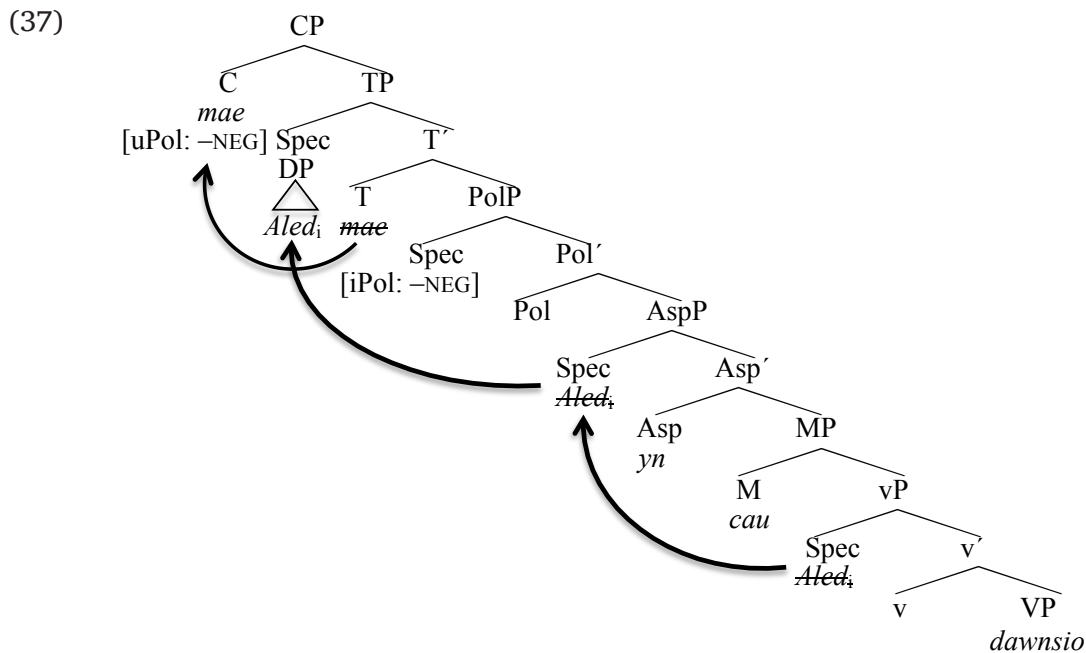 (37)
CP
C TP
mae
[uPol: –NEG] Spec T′
DP
T PolP
Aledᵢ mae
Spec Pol′
[iPol: –NEG]
Pol AspP
Spec Asp′
Aledᵢ
Asp MP
yn
M vP
cau
Spec v′
Aledᵢ
v VP
dawnsio